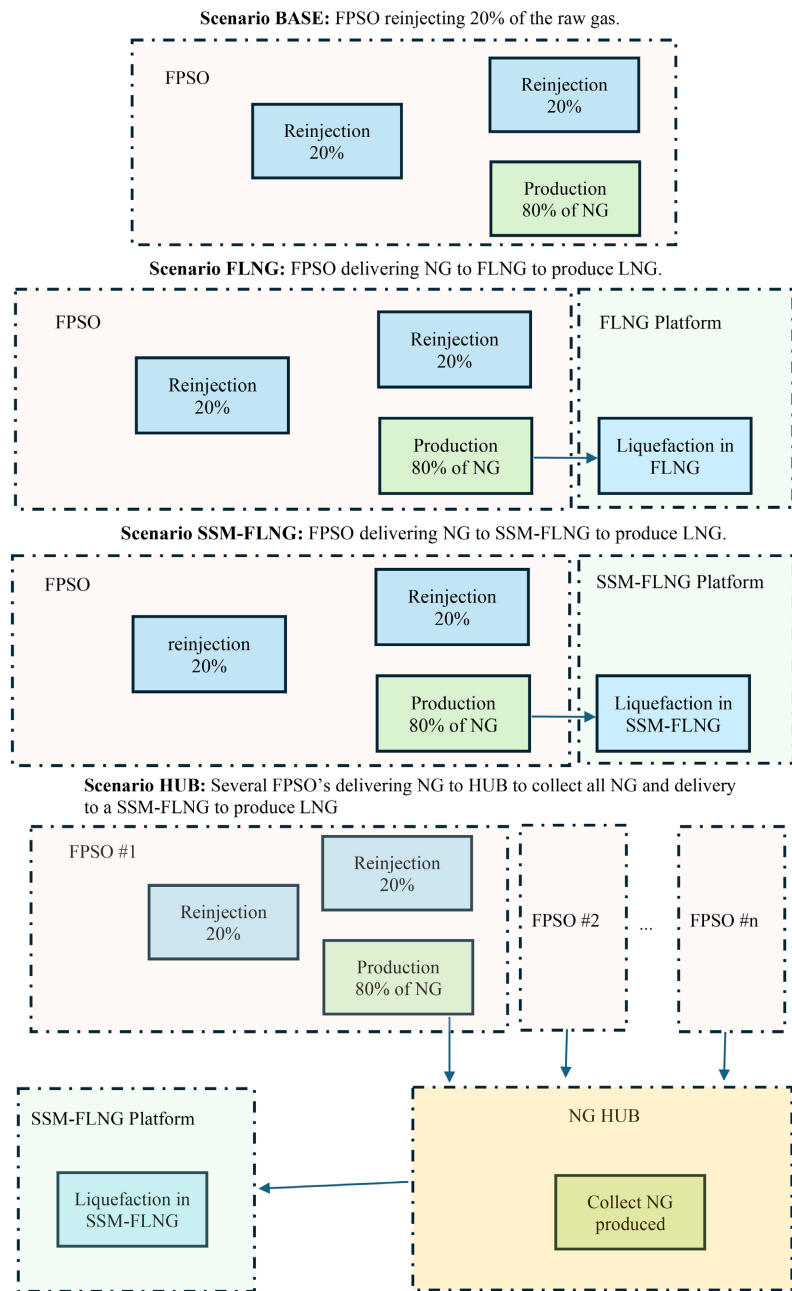 Scenario BASE: FPSO reinjecting 20% of the raw gas.
FPSO
Reinjection
20%
Reinjection
20%
Production
80% of NG
Scenario FLNG: FPSO delivering NG to FLNG to produce LNG.
FPSO
Reinjection
20%
Reinjection
20%
Production
80% of NG
FLNG Platform
Liquefaction in
FLNG
Scenario SSM-FLNG: FPSO delivering NG to SSM-FLNG to produce LNG.
FPSO
reinjection
20%
Reinjection
20%
Production
80% of NG
SSM-FLNG Platform
Liquefaction in
SSM-FLNG
Scenario HUB: Several FPSO’s delivering NG to HUB to collect all NG and delivery
to a SSM-FLNG to produce LNG
FPSO #1
Reinjection
20%
Reinjection
20%
Production
80% of NG
FPSO #2
...
FPSO #n
SSM-FLNG Platform
Liquefaction in
SSM-FLNG
NG HUB
Collect NG
produced